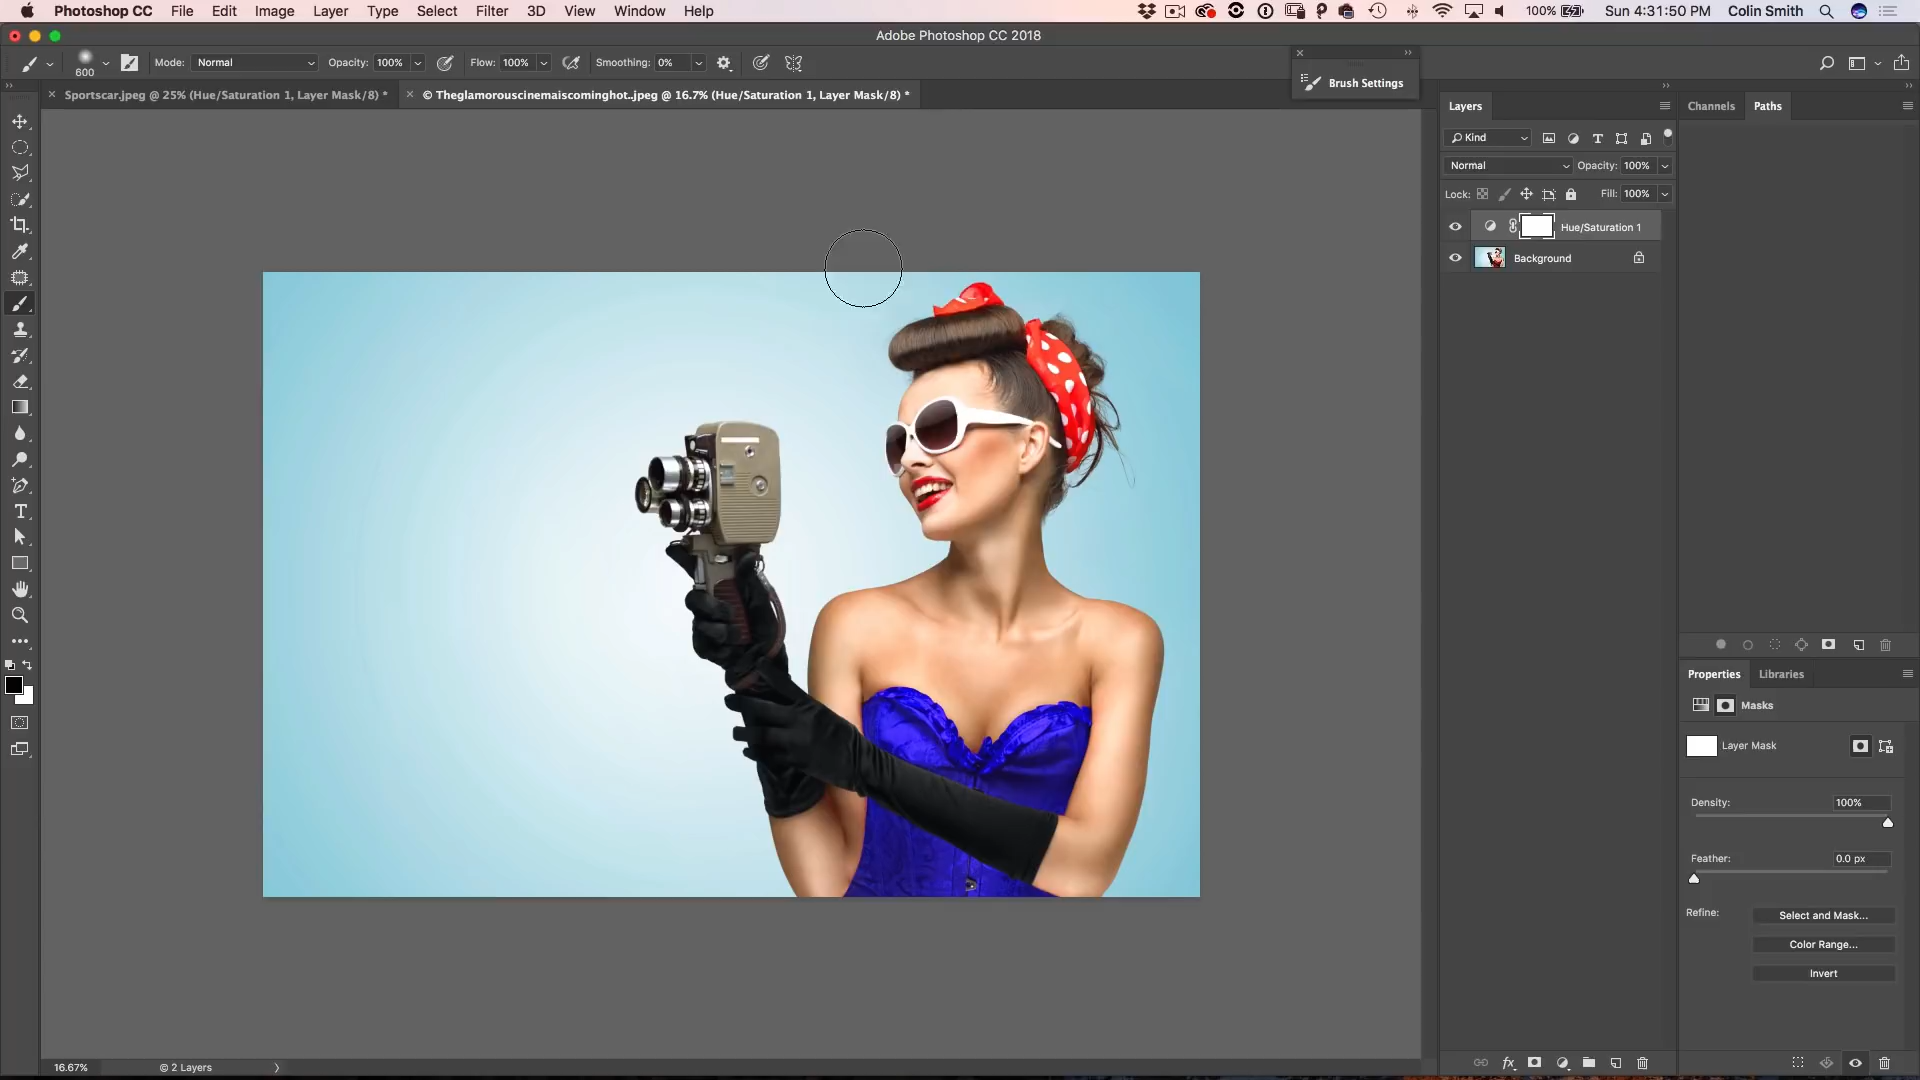 Photoshop CC File Edit Image Layer Type Select Filter 3D View Window Help 100% Sun 4:31:50 PM Colin Smith
Adobe Photoshop CC 2018
600 Mode: Normal Opacity: 100% Flow: 100% Smoothing: 0%
Brush Settings
Sportscar.jpeg @ 25% (Hue/Saturation 1, Layer Mask/8) *
© Theglamorouscinemaiscominghot..jpeg @ 16.7% (Hue/Saturation 1, Layer Mask/8) *
Layers
Kind
Normal Opacity: 100%
Lock: Fill: 100%
Hue/Saturation 1
Background
Channels Paths
Properties Libraries
Masks
Layer Mask
Density: 100%
Feather: 0.0 px
Refine: Select and Mask...
Color Range...
Invert
16.67% © 2 Layers
fx